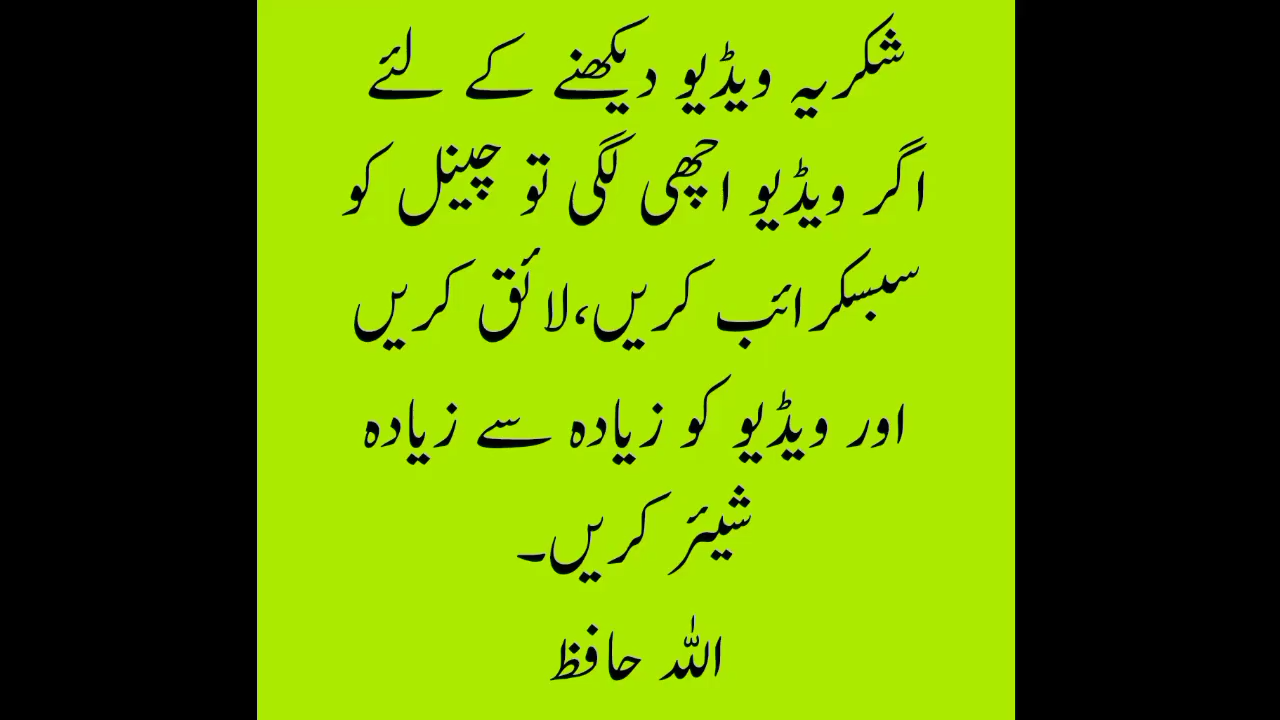 شکریہ ویڈیو دیکھنے کے لئے
اگر ویڈیو اچھی لگی تو چینل کو
سبسکرائب کریں،لائق کریں
اور ویڈیو کو زیادہ سے زیادہ
شیئر کریں۔
اللہ حافظ